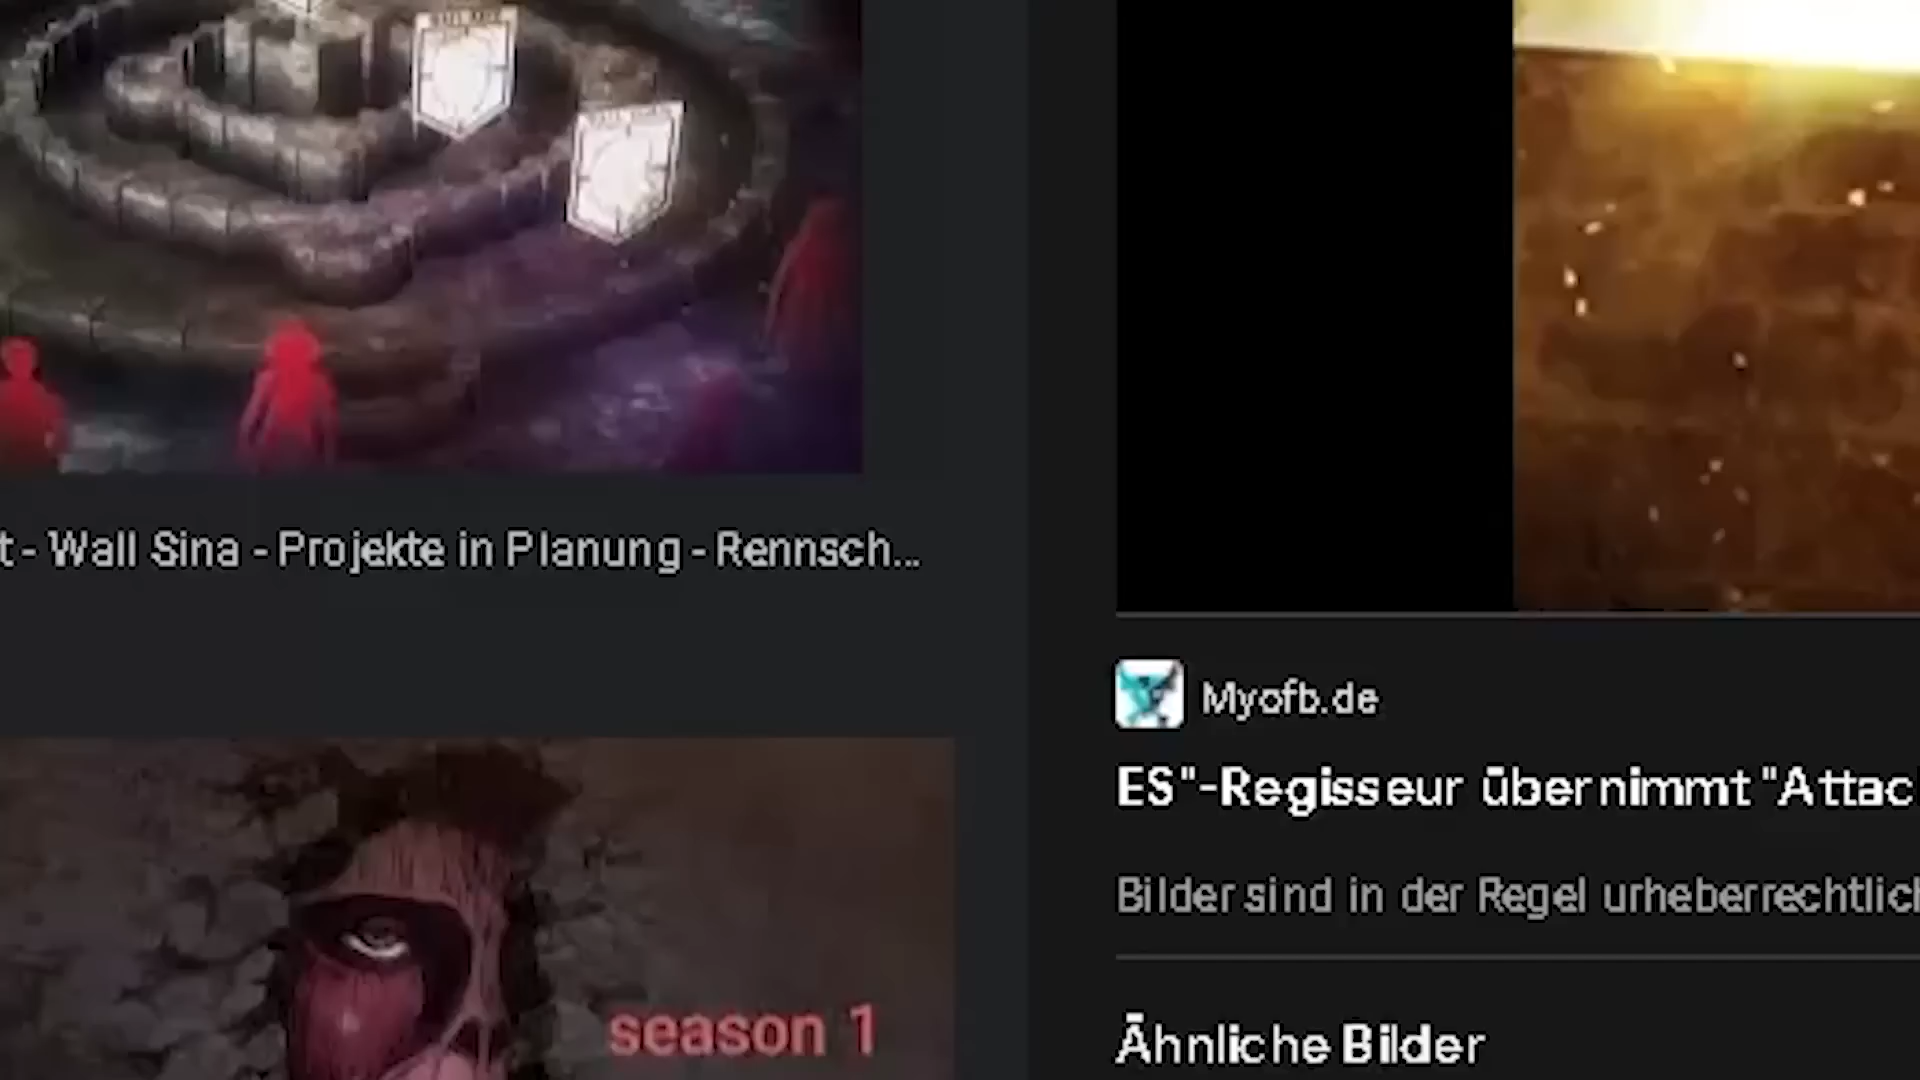 t - Wall Sina - Projekte in Planung - Rennsch...
season 1
Myofb.de
ES"-Regisseur übernimmt "Attac
Bilder sind in der Regel urheberrechtlich
Ähnliche Bilder